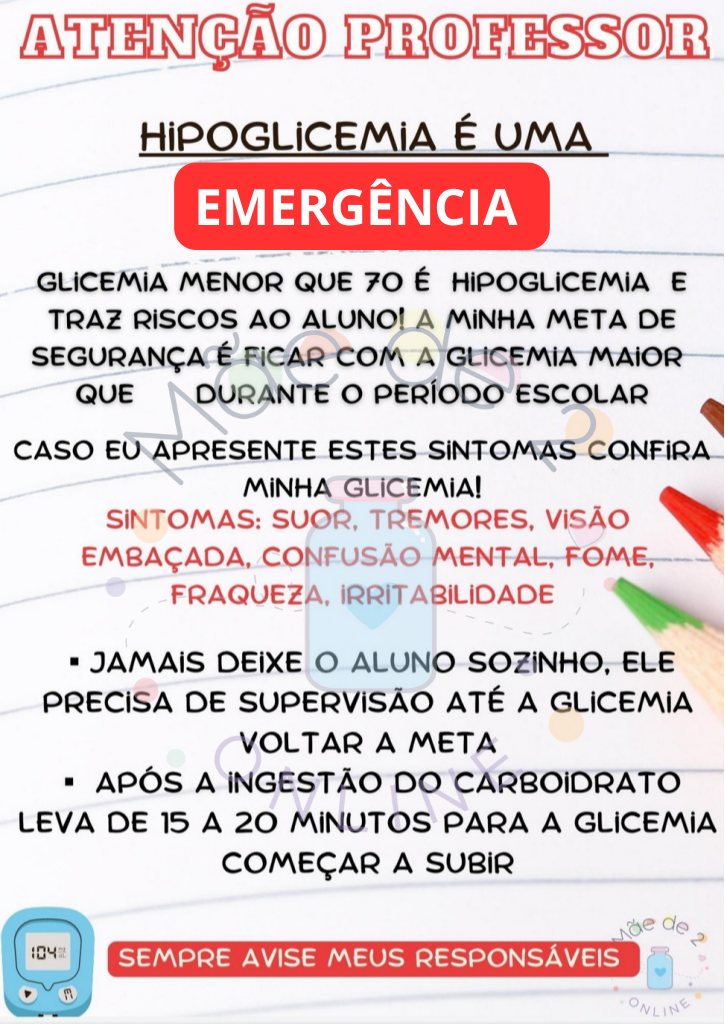 ATENÇÃO PROFESSOR
HIPOGLICEMIA É UMA
EMERGÊNCIA
GLICEMIA MENOR QUE 70 É HIPOGLICEMIA E
TRAZ RISCOS AO ALUNO! A MINHA META DE
SEGURANÇA É FICAR COM A GLICEMIA MAIOR
QUE DURANTE O PERÍODO ESCOLAR
CASO EU APRESENTE ESTES SINTOMAS CONFIRA
MINHA GLICEMIA!
SINTOMAS: SUOR, TREMORES, VISÃO
EMBAÇADA, CONFUSÃO MENTAL, FOME,
FRAQUEZA, IRRITABILIDADE
▪ JAMAIS DEIXE O ALUNO SOZINHO, ELE
PRECISA DE SUPERVISÃO ATÉ A GLICEMIA
VOLTAR A META
▪ APÓS A INGESTÃO DO CARBOIDRATO
LEVA DE 15 A 20 MINUTOS PARA A GLICEMIA
COMEÇAR A SUBIR
104
SEMPRE AVISE MEUS RESPONSÁVEIS
Mãe de 2
ONLINE
Mãe de 2
ONLINE